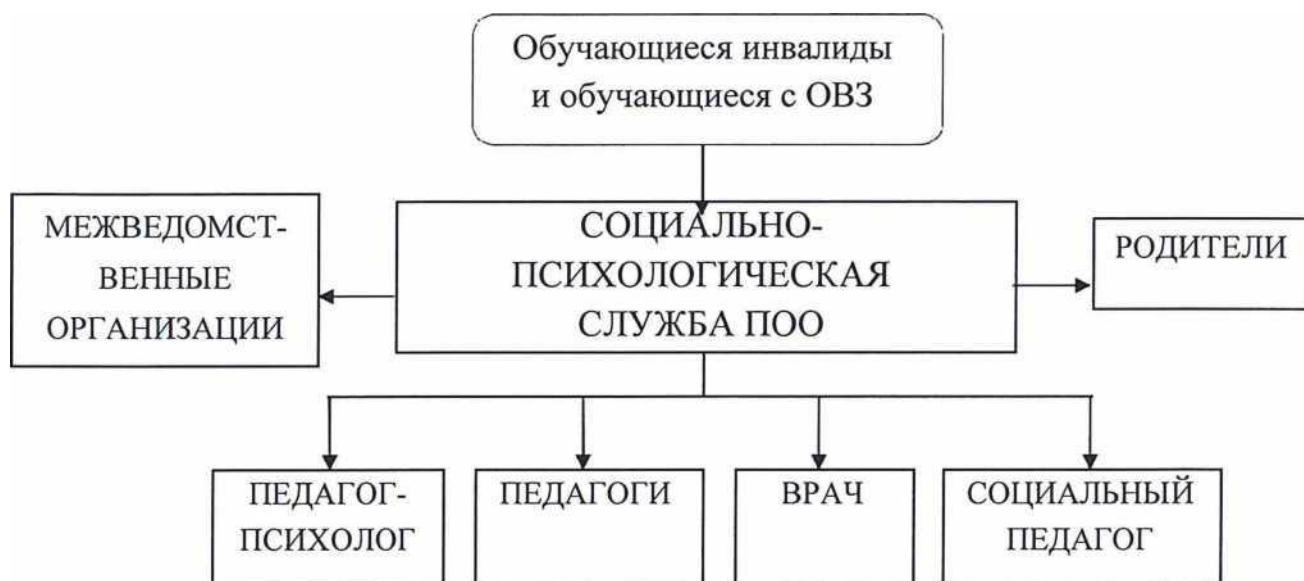 Обучающиеся инвалиды
и обучающиеся с ОВЗ
МЕЖВЕДОМСТ-
ВЕННЫЕ
ОРГАНИЗАЦИИ
СОЦИАЛЬНО-
ПСИХОЛОГИЧЕСКАЯ
СЛУЖБА ПОО
РОДИТЕЛИ
ПЕДАГОГ-
ПСИХОЛОГ
ПЕДАГОГИ
ВРАЧ
СОЦИАЛЬНЫЙ
ПЕДАГОГ